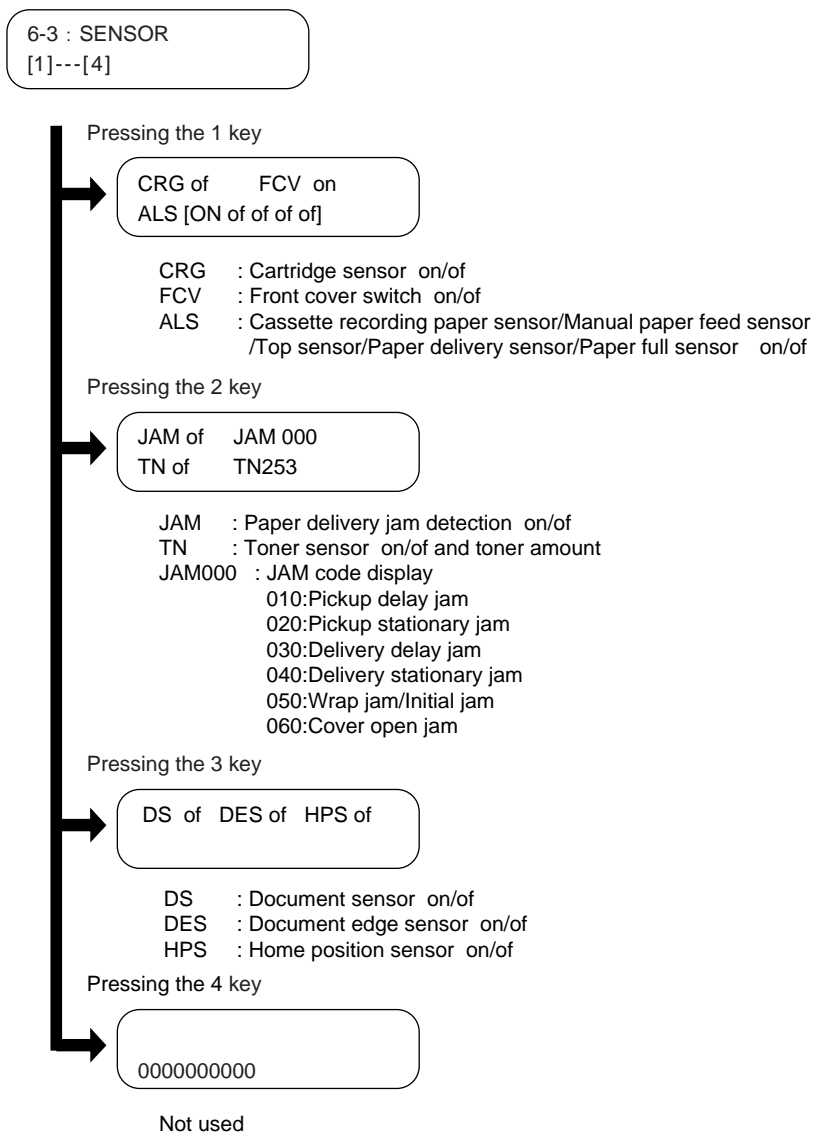 6-3 : SENSOR
[1]---[4]
Pressing the 1 key
CRG of FCV on
ALS [ON of of of of]
CRG : Cartridge sensor on/of
FCV : Front cover switch on/of
ALS : Cassette recording paper sensor/Manual paper feed sensor
/Top sensor/Paper delivery sensor/Paper full sensor on/of
Pressing the 2 key
JAM of JAM 000
TN of TN253
JAM : Paper delivery jam detection on/of
TN : Toner sensor on/of and toner amount
JAM000 : JAM code display
010:Pickup delay jam
020:Pickup stationary jam
030:Delivery delay jam
040:Delivery stationary jam
050:Wrap jam/Initial jam
060:Cover open jam
Pressing the 3 key
DS of DES of HPS of
DS : Document sensor on/of
DES : Document edge sensor on/of
HPS : Home position sensor on/of
Pressing the 4 key
0000000000
Not used